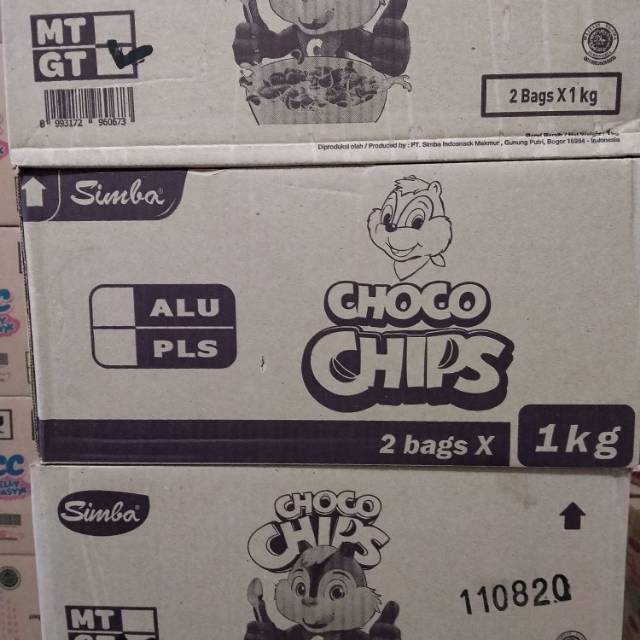 MT
GT
8 993172 960673
2 Bags X 1 kg
Diproduksi oleh / Produced by : PT. Simba Indosnack Makmur, Gunung Putri, Bogor 16964 - Indonesia
Simba
CHOCO
CHIPS
ALU
PLS
2 bags X
1kg
Simba
CHOCO
CHIPS
110820
MT